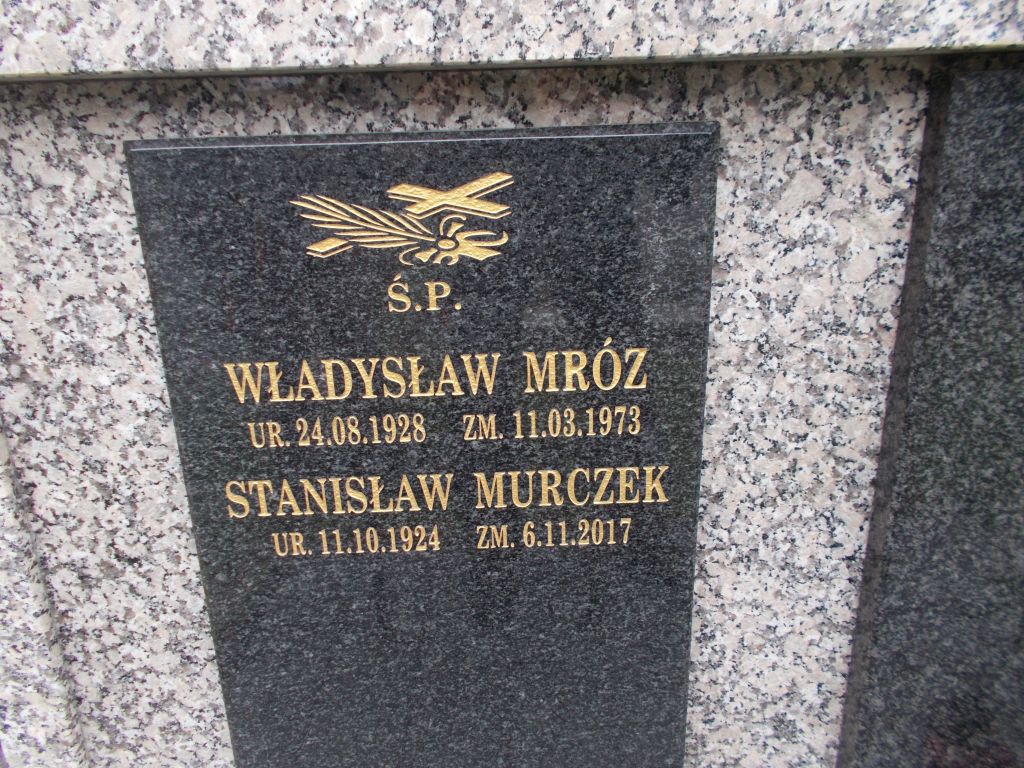 Ś.P.
WŁADYSŁAW MRÓZ
UR. 24.08.1928 ZM. 11.03.1973
STANISŁAW MURCZEK
UR. 11.10.1924 ZM. 6.11.2017